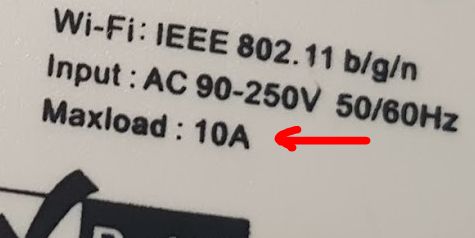 Wi-Fi: IEEE 802.11 b/g/n
Input : AC 90-250V 50/60Hz
Maxload : 10A